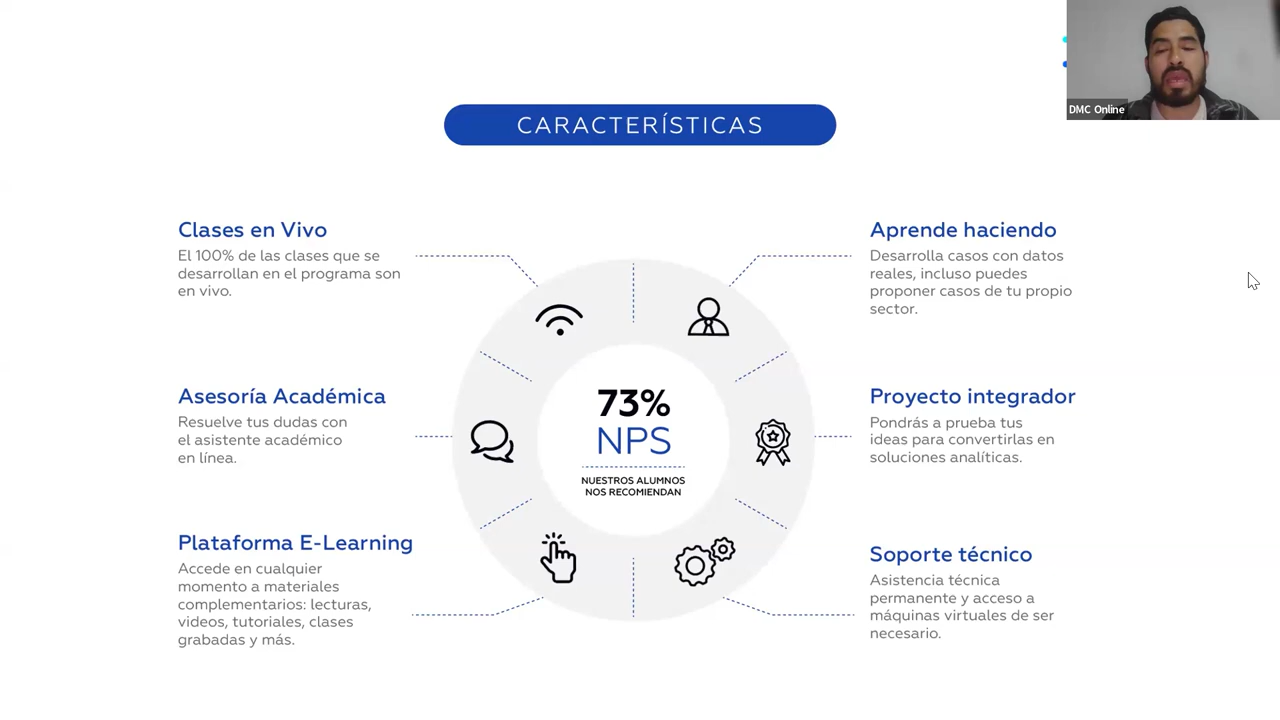 DMC Online
CARACTERÍSTICAS
Clases en Vivo
El 100% de las clases que se
desarrollan en el programa son
en vivo.
Asesoría Académica
Resuelve tus dudas con
el asistente académico
en línea.
Plataforma E-Learning
Accede en cualquier
momento a materiales
complementarios: lecturas,
videos, tutoriales, clases
grabadas y más.
73%
NPS
NUESTROS ALUMNOS
NOS RECOMIENDAN
Aprende haciendo
Desarrolla casos con datos
reales, incluso puedes
proponer casos de tu propio
sector.
Proyecto integrador
Pondrás a prueba tus
ideas para convertirlas en
soluciones analíticas.
Soporte técnico
Asistencia técnica
permanente y acceso a
máquinas virtuales de ser
necesario.